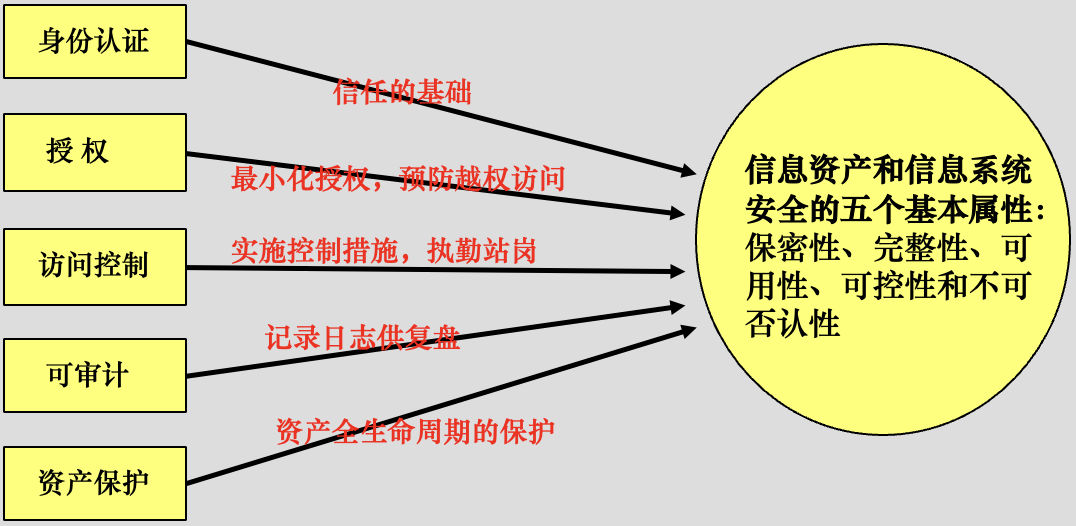 身份认证
信任的基础
授 权
最小化授权，预防越权访问
访问控制
实施控制措施，执勤站岗
可审计
记录日志供复盘
资产保护
资产全生命周期的保护
信息资产和信息系统
安全的五个基本属性：
保密性、完整性、可
用性、可控性和不可
否认性